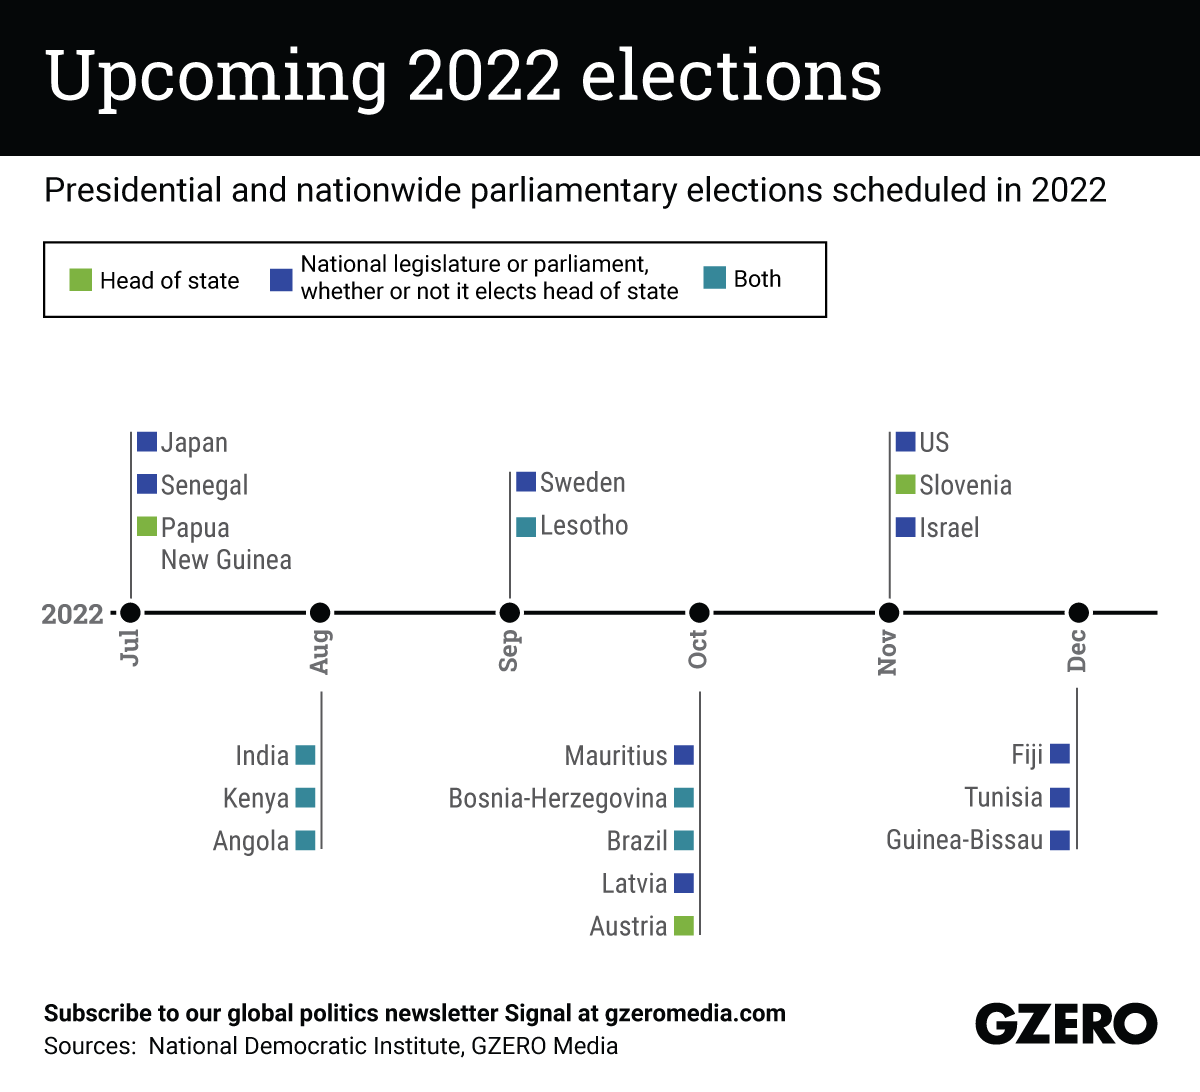 Upcoming 2022 elections
Presidential and nationwide parliamentary elections scheduled in 2022
Head of state
National legislature or parliament,
whether or not it elects head of state
Both
Japan
Senegal
Papua
New Guinea
Sweden
Lesotho
US
Slovenia
Israel
2022
Jul
Aug
Sep
Oct
Nov
Dec
India
Kenya
Angola
Mauritius
Bosnia-Herzegovina
Brazil
Latvia
Austria
Fiji
Tunisia
Guinea-Bissau
Subscribe to our global politics newsletter Signal at gzeromedia.com
Sources: National Democratic Institute, GZERO Media
GZERO